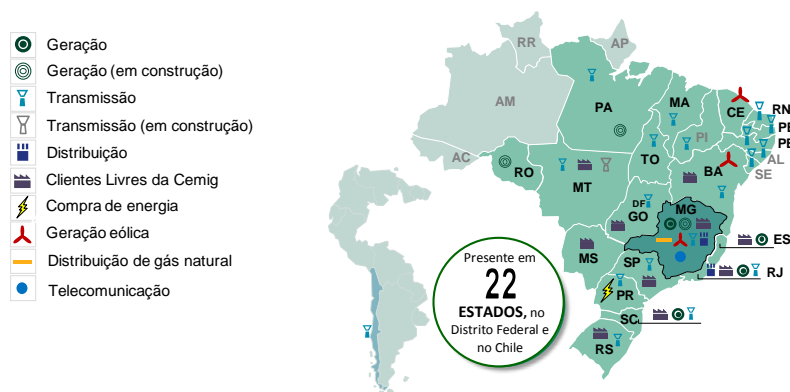 Geração
Geração (em construção)
Transmissão
Transmissão (em construção)
Distribuição
Clientes Livres da Cemig
Compra de energia
Geração eólica
Distribuição de gás natural
Telecomunicação
RR
AP
AM
PA
MA
CE
RN
PB
PE
AL
SE
PI
AC
RO
TO
BA
MT
DF
GO
MG
ES
MS
SP
RJ
PR
SC
RS
Presente em
22
ESTADOS, no
Distrito Federal e
no Chile